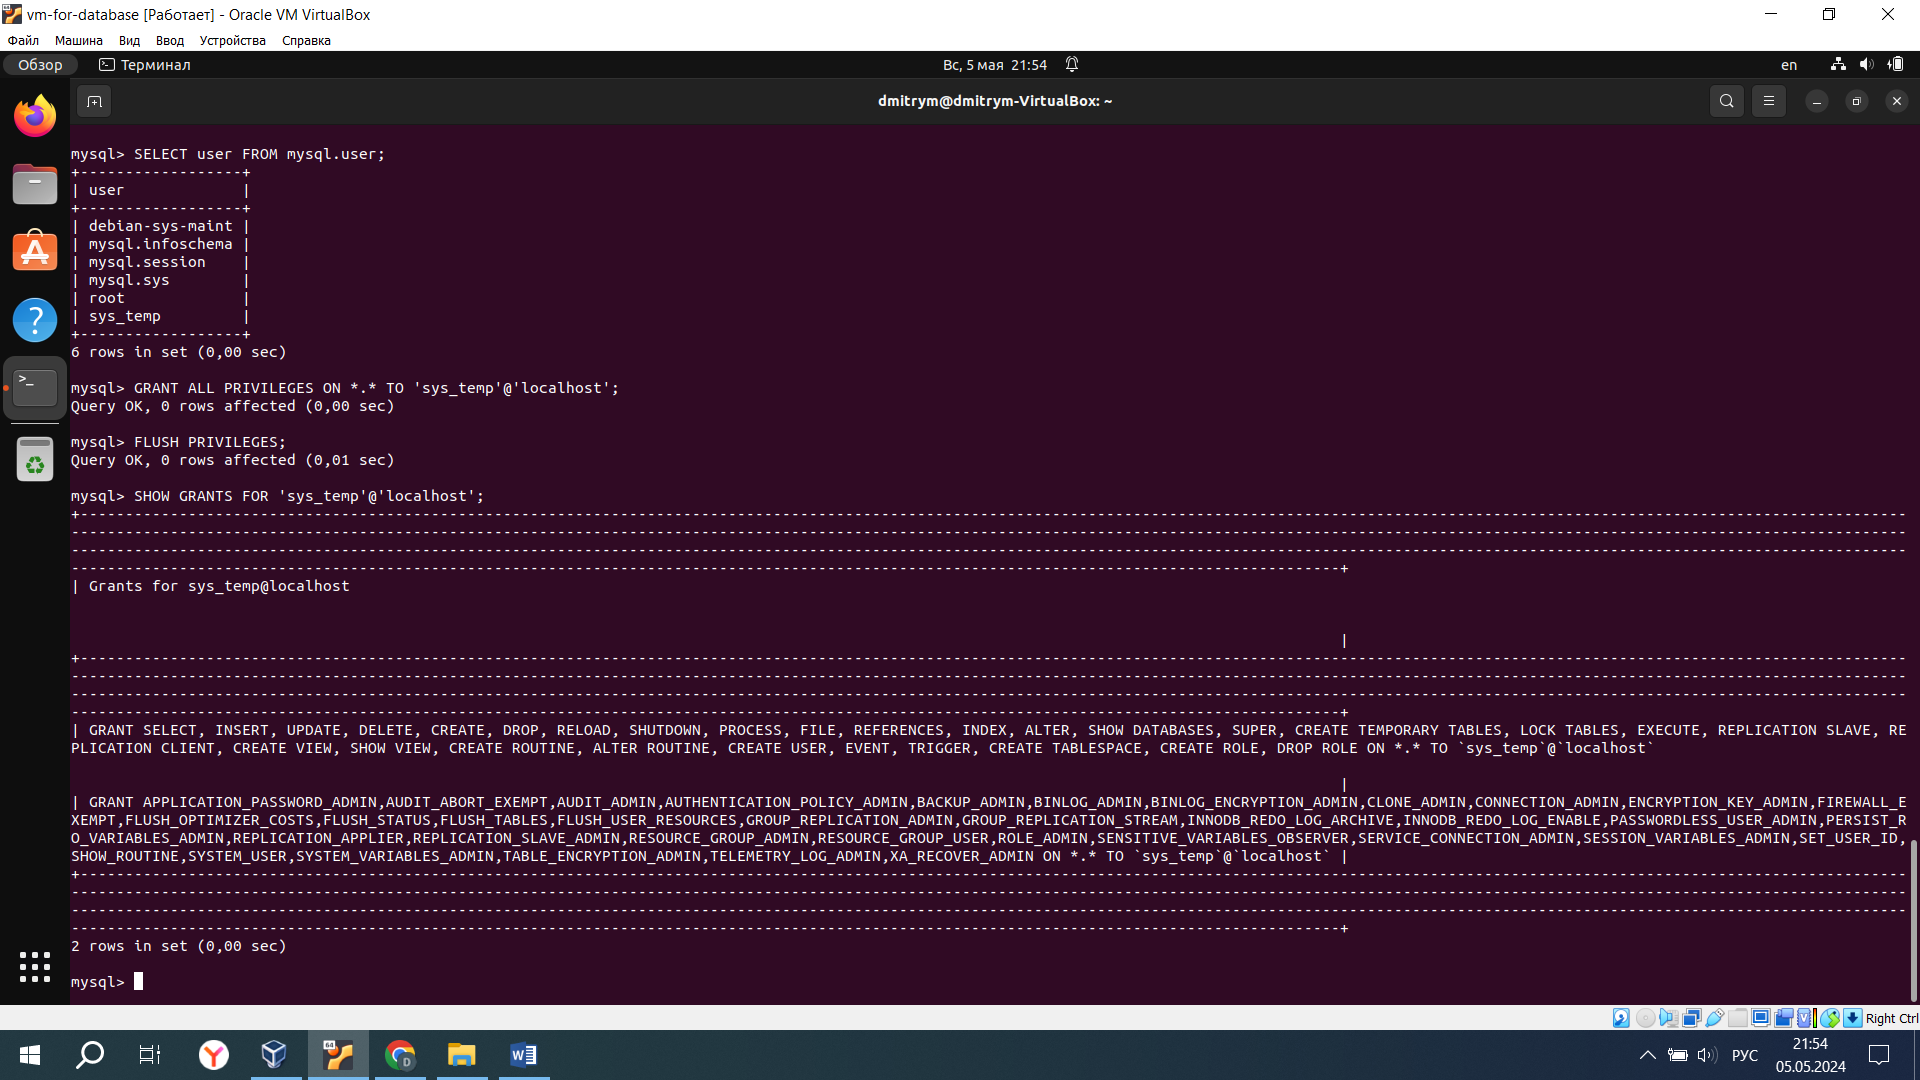 vm-for-database [Работает] - Oracle VM VirtualBox
Файл Машина Вид Ввод Устройства Справка
Обзор Терминал Вс, 5 мая 21:54 en
dmitrym@dmitrym-VirtualBox: ~
mysql> SELECT user FROM mysql.user;
+------------------+
| user             |
+------------------+
| debian-sys-maint |
| mysql.infoschema |
| mysql.session    |
| mysql.sys        |
| root             |
| sys_temp         |
+------------------+
6 rows in set (0,00 sec)
mysql> GRANT ALL PRIVILEGES ON *.* TO 'sys_temp'@'localhost';
Query OK, 0 rows affected (0,00 sec)
mysql> FLUSH PRIVILEGES;
Query OK, 0 rows affected (0,01 sec)
mysql> SHOW GRANTS FOR 'sys_temp'@'localhost';
| Grants for sys_temp@localhost
|
| GRANT SELECT, INSERT, UPDATE, DELETE, CREATE, DROP, RELOAD, SHUTDOWN, PROCESS, FILE, REFERENCES, INDEX, ALTER, SHOW DATABASES, SUPER, CREATE TEMPORARY TABLES, LOCK TABLES, EXECUTE, REPLICATION SLAVE, RE
PLICATION CLIENT, CREATE VIEW, SHOW VIEW, CREATE ROUTINE, ALTER ROUTINE, CREATE USER, EVENT, TRIGGER, CREATE TABLESPACE, CREATE ROLE, DROP ROLE ON *.* TO `sys_temp`@`localhost`
|
| GRANT APPLICATION_PASSWORD_ADMIN,AUDIT_ABORT_EXEMPT,AUDIT_ADMIN,AUTHENTICATION_POLICY_ADMIN,BACKUP_ADMIN,BINLOG_ADMIN,BINLOG_ENCRYPTION_ADMIN,CLONE_ADMIN,CONNECTION_ADMIN,ENCRYPTION_KEY_ADMIN,FIREWALL_E
XEMPT,FLUSH_OPTIMIZER_COSTS,FLUSH_STATUS,FLUSH_TABLES,FLUSH_USER_RESOURCES,GROUP_REPLICATION_ADMIN,GROUP_REPLICATION_STREAM,INNODB_REDO_LOG_ARCHIVE,INNODB_REDO_LOG_ENABLE,PASSWORDLESS_USER_ADMIN,PERSIST_R
O_VARIABLES_ADMIN,REPLICATION_APPLIER,REPLICATION_SLAVE_ADMIN,RESOURCE_GROUP_ADMIN,RESOURCE_GROUP_USER,ROLE_ADMIN,SENSITIVE_VARIABLES_OBSERVER,SERVICE_CONNECTION_ADMIN,SESSION_VARIABLES_ADMIN,SET_USER_ID,
SHOW_ROUTINE,SYSTEM_USER,SYSTEM_VARIABLES_ADMIN,TABLE_ENCRYPTION_ADMIN,TELEMETRY_LOG_ADMIN,XA_RECOVER_ADMIN ON *.* TO `sys_temp`@`localhost` |
2 rows in set (0,00 sec)
mysql>
Right Ctrl
РУС
21:54
05.05.2024